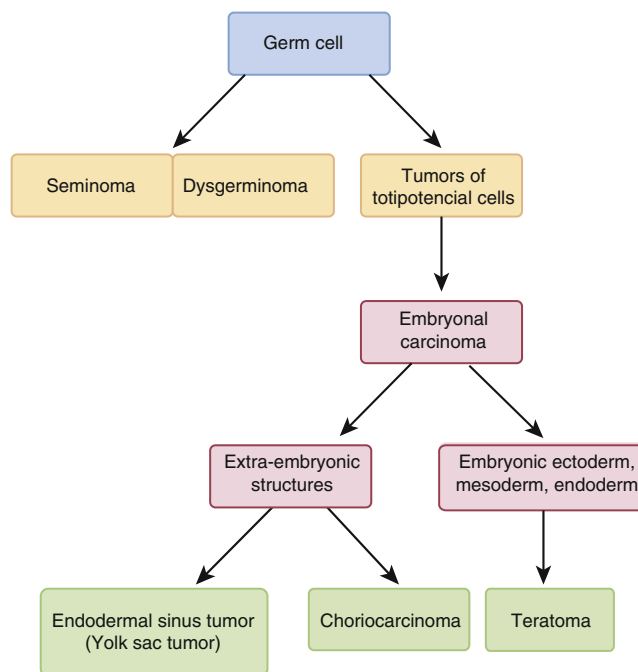 Germ cell
Seminoma
Dysgerminoma
Tumors of
totipotencial cells
Embryonal
carcinoma
Extra-embryonic
structures
Embryonic ectoderm,
mesoderm, endoderm
Endodermal sinus tumor
(Yolk sac tumor)
Choriocarcinoma
Teratoma